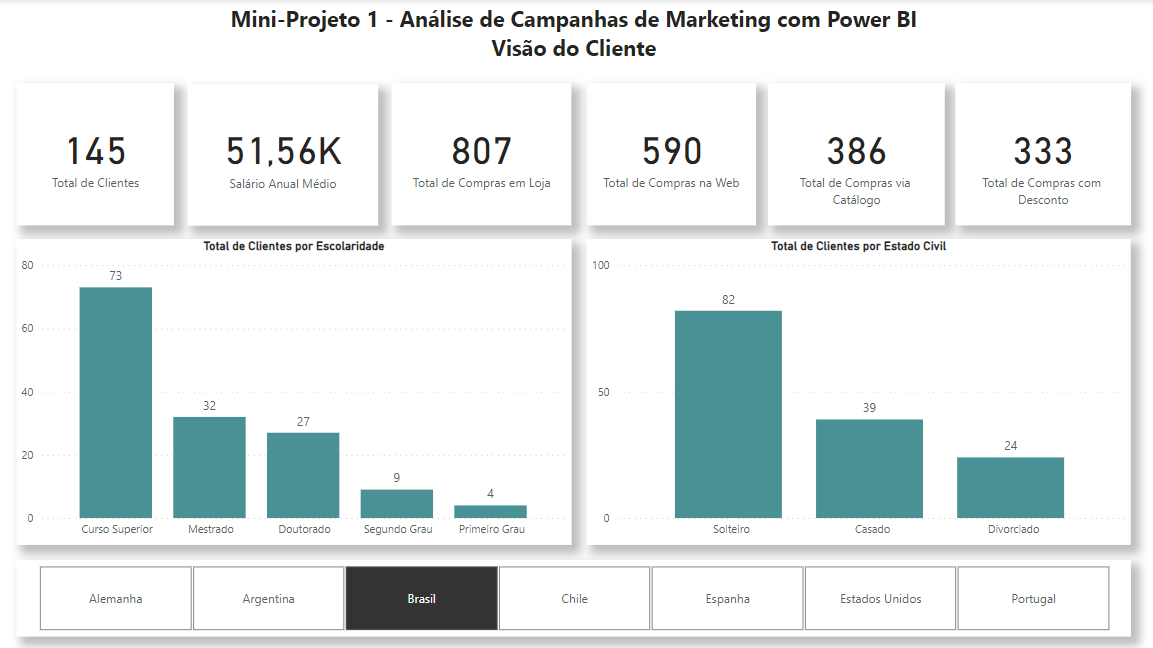 Mini-Projeto 1 - Análise de Campanhas de Marketing com Power BI
Visão do Cliente
145
Total de Clientes
51,56K
Salário Anual Médio
807
Total de Compras em Loja
590
Total de Compras na Web
386
Total de Compras via
Catálogo
333
Total de Compras com
Desconto
Total de Clientes por Escolaridade
80
60
40
20
0
73
32
27
9
4
Curso Superior
Mestrado
Doutorado
Segundo Grau
Primeiro Grau
Total de Clientes por Estado Civil
100
50
0
82
39
24
Solteiro
Casado
Divorciado
Alemanha
Argentina
Brasil
Chile
Espanha
Estados Unidos
Portugal